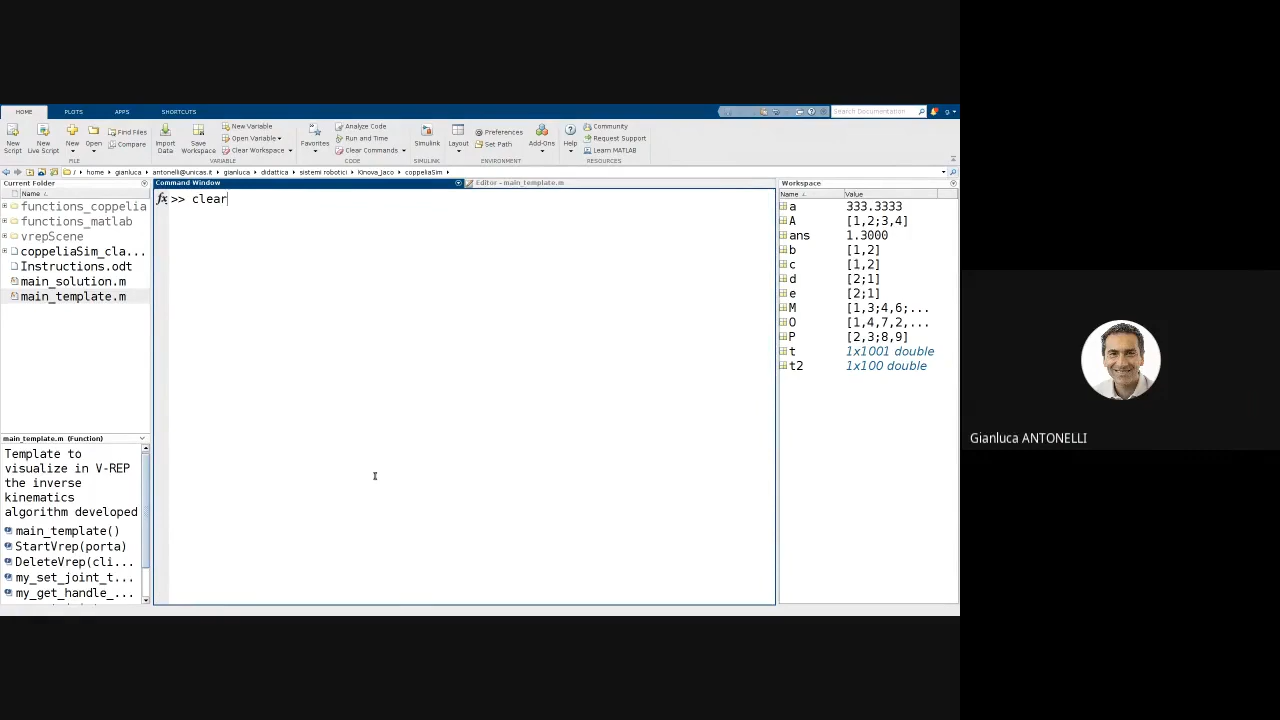 HOME PLOTS APPS SHORTCUTS Search Documentation
New Script
New Live Script
New
Open
Find Files
Compare
FILE
Import Data
Save Workspace
New Variable
Open Variable
Clear Workspace
VARIABLE
Favorites
Analyze Code
Run and Time
Clear Commands
CODE
Simulink
SIMULINK
Layout
Preferences
Set Path
Add-Ons
ENVIRONMENT
Help
Community
Request Support
Learn MATLAB
RESOURCES
/ home gianluca antonelli@unicas.it gianluca didattica sistemi robotici Kinova_Jaco coppeliaSim
Current Folder
Name
functions_coppelia
functions_matlab
vrepScene
coppeliaSim_cla...
Instructions.odt
main_solution.m
main_template.m
main_template.m (Function)
Template to
visualize in V-REP
the inverse
kinematics
algorithm developed
main_template()
StartVrep(porta)
DeleteVrep(cli...
my_set_joint_t...
my_get_handle_...
Command Window
Editor - main_template.m
fx >> clear
Workspace
Name Value
a 333.3333
A [1,2;3,4]
ans 1.3000
b [1,2]
c [1,2]
d [2;1]
e [2;1]
M [1,3;4,6;...
O [1,4,7,2,...
P [2,3;8,9]
t 1x1001 double
t2 1x100 double
Gianluca ANTONELLI